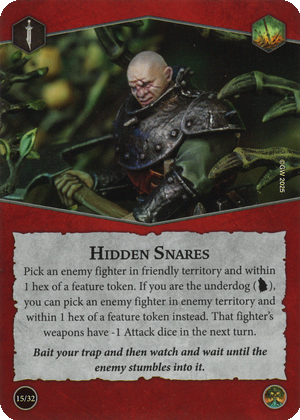 ©GW 2025
HIDDEN SNARES
Pick an enemy fighter in friendly territory and within
1 hex of a feature token. If you are the underdog (),
you can pick an enemy fighter in enemy territory and
within 1 hex of a feature token instead. That fighter's
weapons have -1 Attack dice in the next turn.
Bait your trap and then watch and wait until the
enemy stumbles into it.
15/32